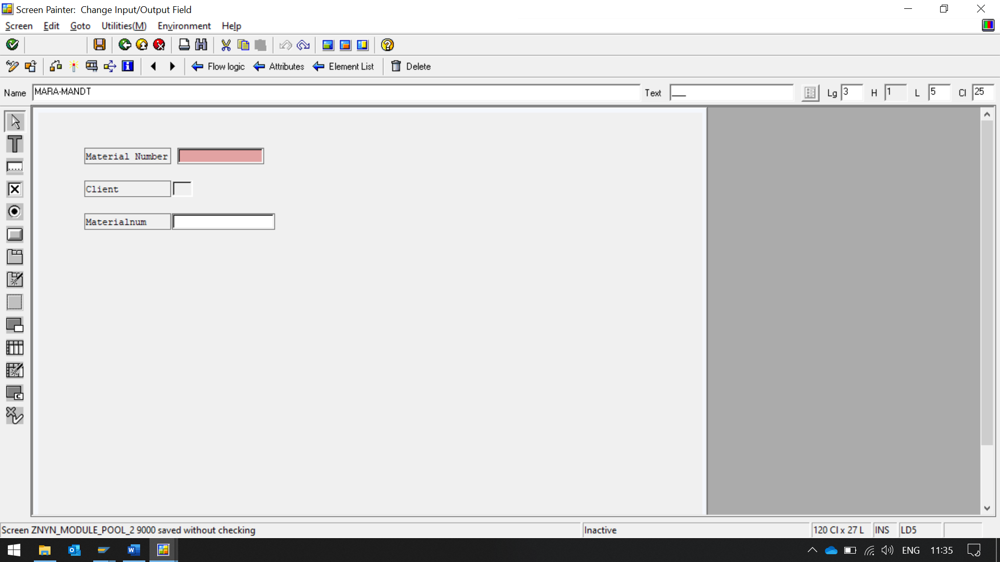 Screen Painter:  Change Input/Output Field
Screen Edit Goto Utilities(M) Environment Help
Flow logic Attributes Element List Delete
Name MARA-MANDT Text ___ Lg 3 H 1 L 5 Cl 25
Material Number
Client
Materialnum
Screen ZNYN_MODULE_POOL_2 9000 saved without checking Inactive 120 Cl x 27 L INS LD5
ENG 11:35